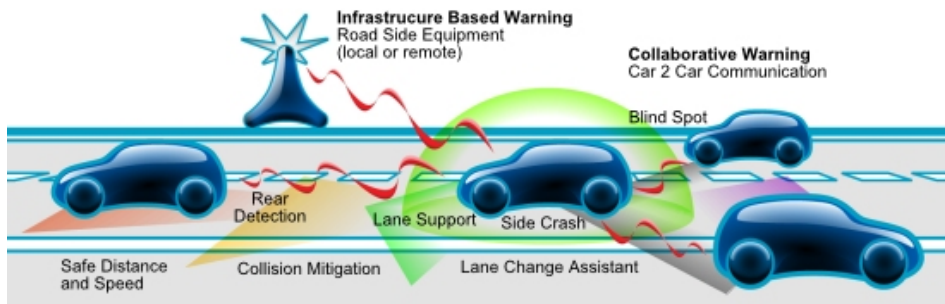 Infrastrucure Based Warning
Road Side Equipment
(local or remote)
Collaborative Warning
Car 2 Car Communication
Blind Spot
Rear
Detection
Lane Support
Side Crash
Safe Distance
and Speed
Collision Mitigation
Lane Change Assistant